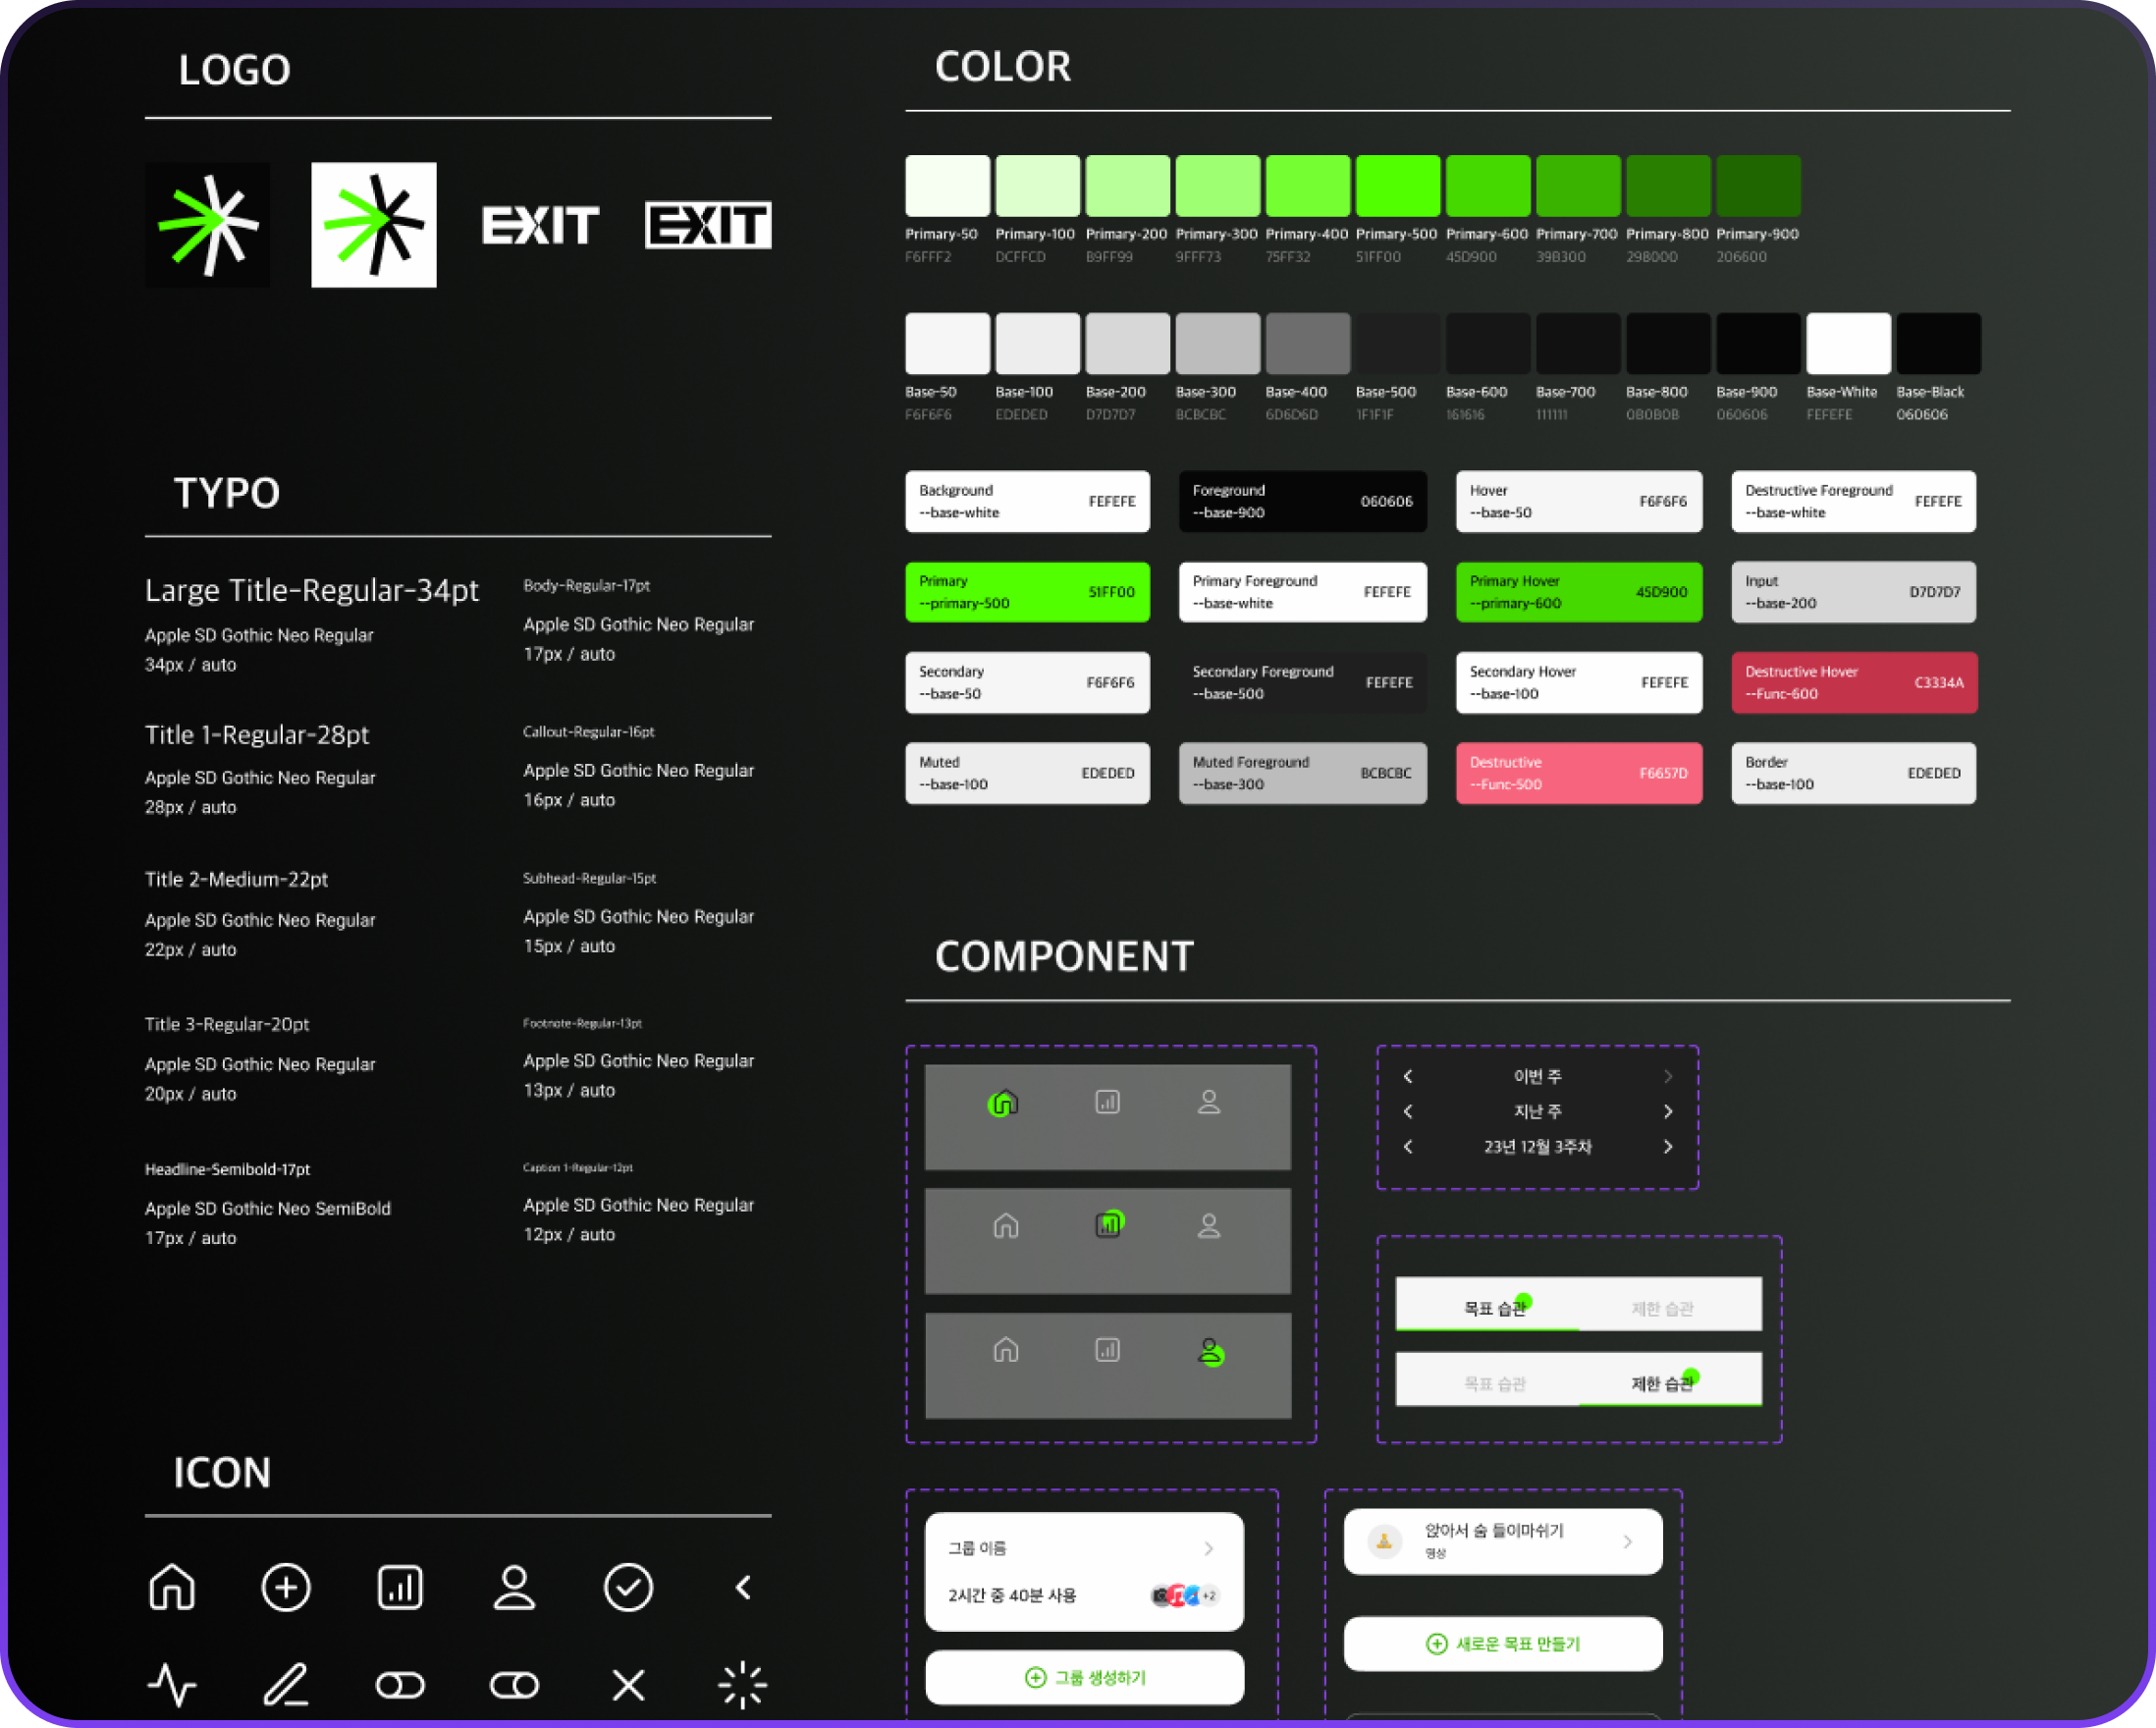 LOGO
EXIT
EXIT
TYPO
Large Title-Regular-34pt
Apple SD Gothic Neo Regular
34px / auto
Body-Regular-17pt
Apple SD Gothic Neo Regular
17px / auto
Title 1-Regular-28pt
Apple SD Gothic Neo Regular
28px / auto
Callout-Regular-16pt
Apple SD Gothic Neo Regular
16px / auto
Title 2-Medium-22pt
Apple SD Gothic Neo Regular
22px / auto
Subhead-Regular-15pt
Apple SD Gothic Neo Regular
15px / auto
Title 3-Regular-20pt
Apple SD Gothic Neo Regular
20px / auto
Footnote-Regular-13pt
Apple SD Gothic Neo Regular
13px / auto
Headline-Semibold-17pt
Apple SD Gothic Neo SemiBold
17px / auto
Caption 1-Regular-12pt
Apple SD Gothic Neo Regular
12px / auto
ICON
COLOR
Primary-50 Primary-100 Primary-200 Primary-300 Primary-400 Primary-500 Primary-600 Primary-700 Primary-800 Primary-900
F6FFF2 DCFFCD B9FF99 9FFF73 75FF32 51FF00 45D900 39B300 298000 206600
Base-50 Base-100 Base-200 Base-300 Base-400 Base-500 Base-600 Base-700 Base-800 Base-900 Base-White Base-Black
F6F6F6 EDEDED D7D7D7 BCBCBC 6D6D6D 1F1F1F 161616 111111 0B0B0B 060606 FEFEFE 060606
Background
--base-white
FEFEFE
Foreground
--base-900
060606
Hover
--base-50
F6F6F6
Destructive Foreground
--base-white
FEFEFE
Primary
--primary-500
51FF00
Primary Foreground
--base-white
FEFEFE
Primary Hover
--primary-600
45D900
Input
--base-200
D7D7D7
Secondary
--base-50
F6F6F6
Secondary Foreground
--base-500
FEFEFE
Secondary Hover
--base-100
FEFEFE
Destructive Hover
--Func-600
C3334A
Muted
--base-100
EDEDED
Muted Foreground
--base-300
BCBCBC
Destructive
--Func-500
F6657D
Border
--base-100
EDEDED
COMPONENT
이번 주
지난 주
23년 12월 3주차
목표 습관 제한 습관
목표 습관 제한 습관
그룹 이름
2시간 중 40분 사용
+2
그룹 생성하기
앉아서 숨 들이마쉬기
명상
새로운 목표 만들기